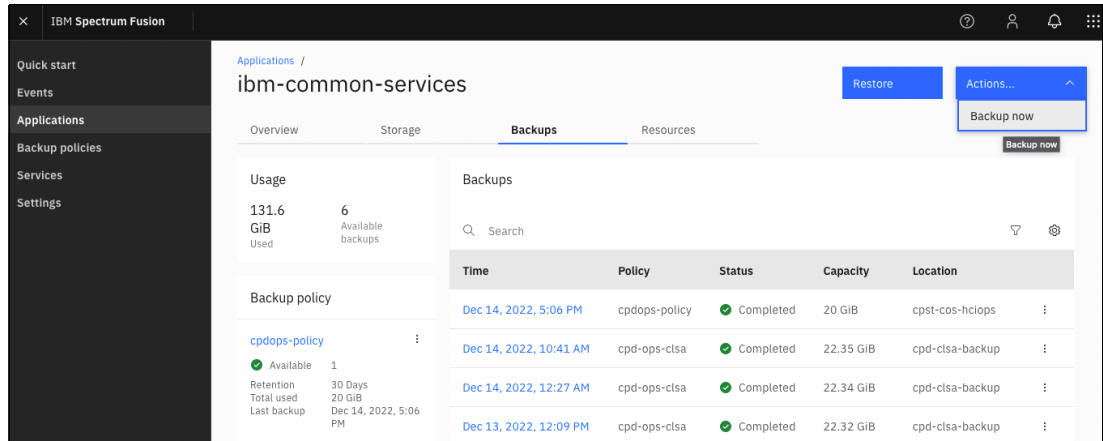 IBM Spectrum Fusion
Quick start
Events
Applications
Backup policies
Services
Settings
Applications /
ibm-common-services
Restore
Actions...
Backup now
Backup now
Overview Storage Backups Resources
Usage
131.6
GiB
Used
6
Available
backups
Backup policy
cpdops-policy
Available 1
Retention 30 Days
Total used 20 GiB
Last backup Dec 14, 2022, 5:06
PM
Backups
Search
Time Policy Status Capacity Location
Dec 14, 2022, 5:06 PM cpdops-policy Completed 20 GiB cpst-cos-hciops
Dec 14, 2022, 10:41 AM cpd-ops-clsa Completed 22.35 GiB cpd-clsa-backup
Dec 14, 2022, 12:27 AM cpd-ops-clsa Completed 22.34 GiB cpd-clsa-backup
Dec 13, 2022, 12:09 PM cpd-ops-clsa Completed 22.32 GiB cpd-clsa-backup